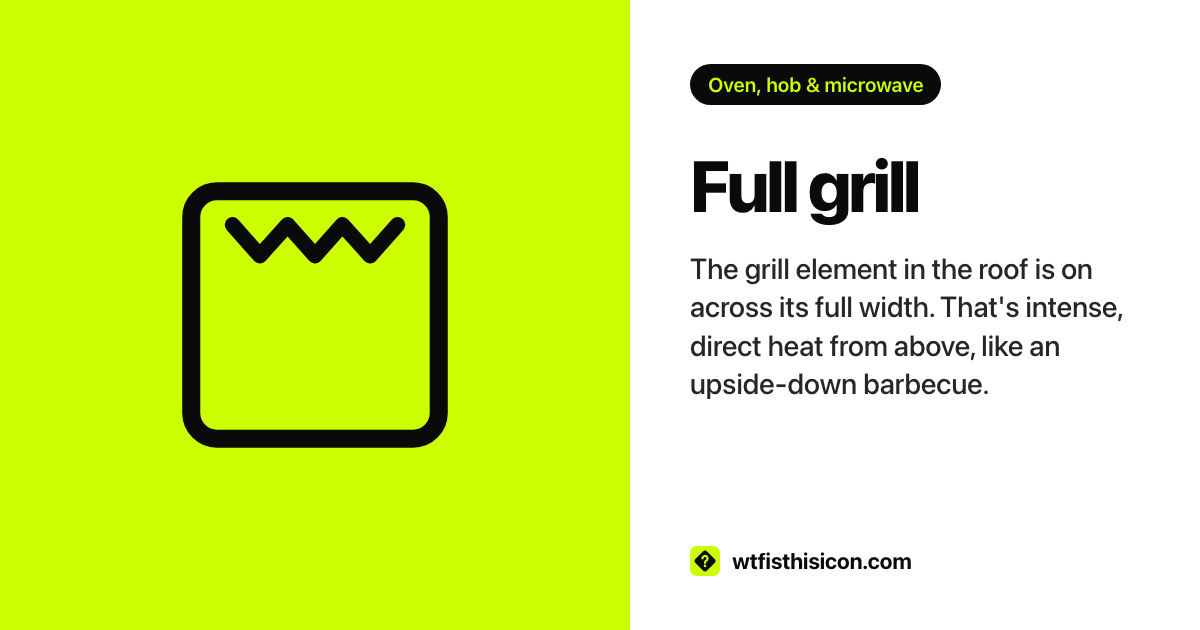 Oven, hob & microwave
Full grill
The grill element in the roof is on
across its full width. That's intense,
direct heat from above, like an
upside-down barbecue.
?
wtfisthisicon.com